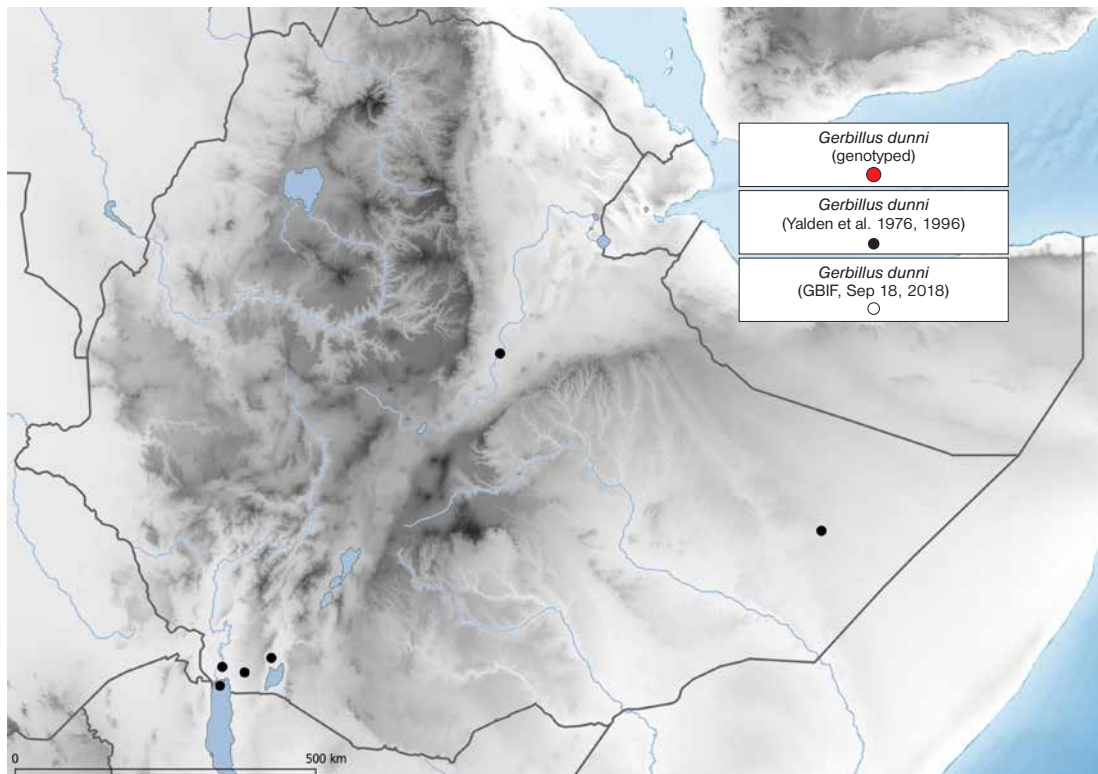 Gerbillus dunni
(genotyped)
Gerbillus dunni
(Yalden et al. 1976, 1996)
Gerbillus dunni
(GBIF, Sep 18, 2018)
0
500 km